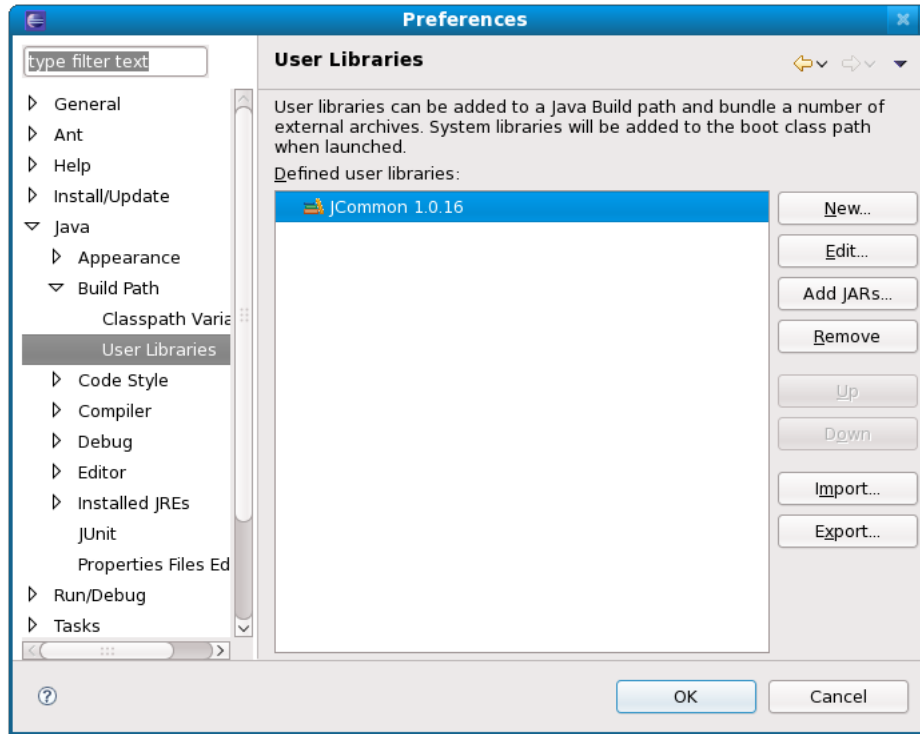 Preferences
type filter text
General
Ant
Help
Install/Update
Java
Appearance
Build Path
Classpath Varia
User Libraries
Code Style
Compiler
Debug
Editor
Installed JREs
JUnit
Properties Files Ed
Run/Debug
Tasks
User Libraries
User libraries can be added to a Java Build path and bundle a number of
external archives. System libraries will be added to the boot class path
when launched.
Defined user libraries:
JCommon 1.0.16
New...
Edit...
Add JARs...
Remove
Up
Down
Import...
Export...
?
OK
Cancel